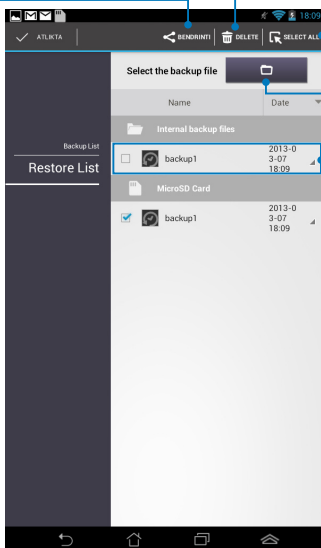 18:09
ATLIKTA
BENDRINTI
DELETE
SELECT ALL
Select the backup file
Name
Date
Internal backup files
Backup List
Restore List
backup1
2013-0
3-07
18:09
MicroSD Card
backup1
2013-0
3-07
18:09